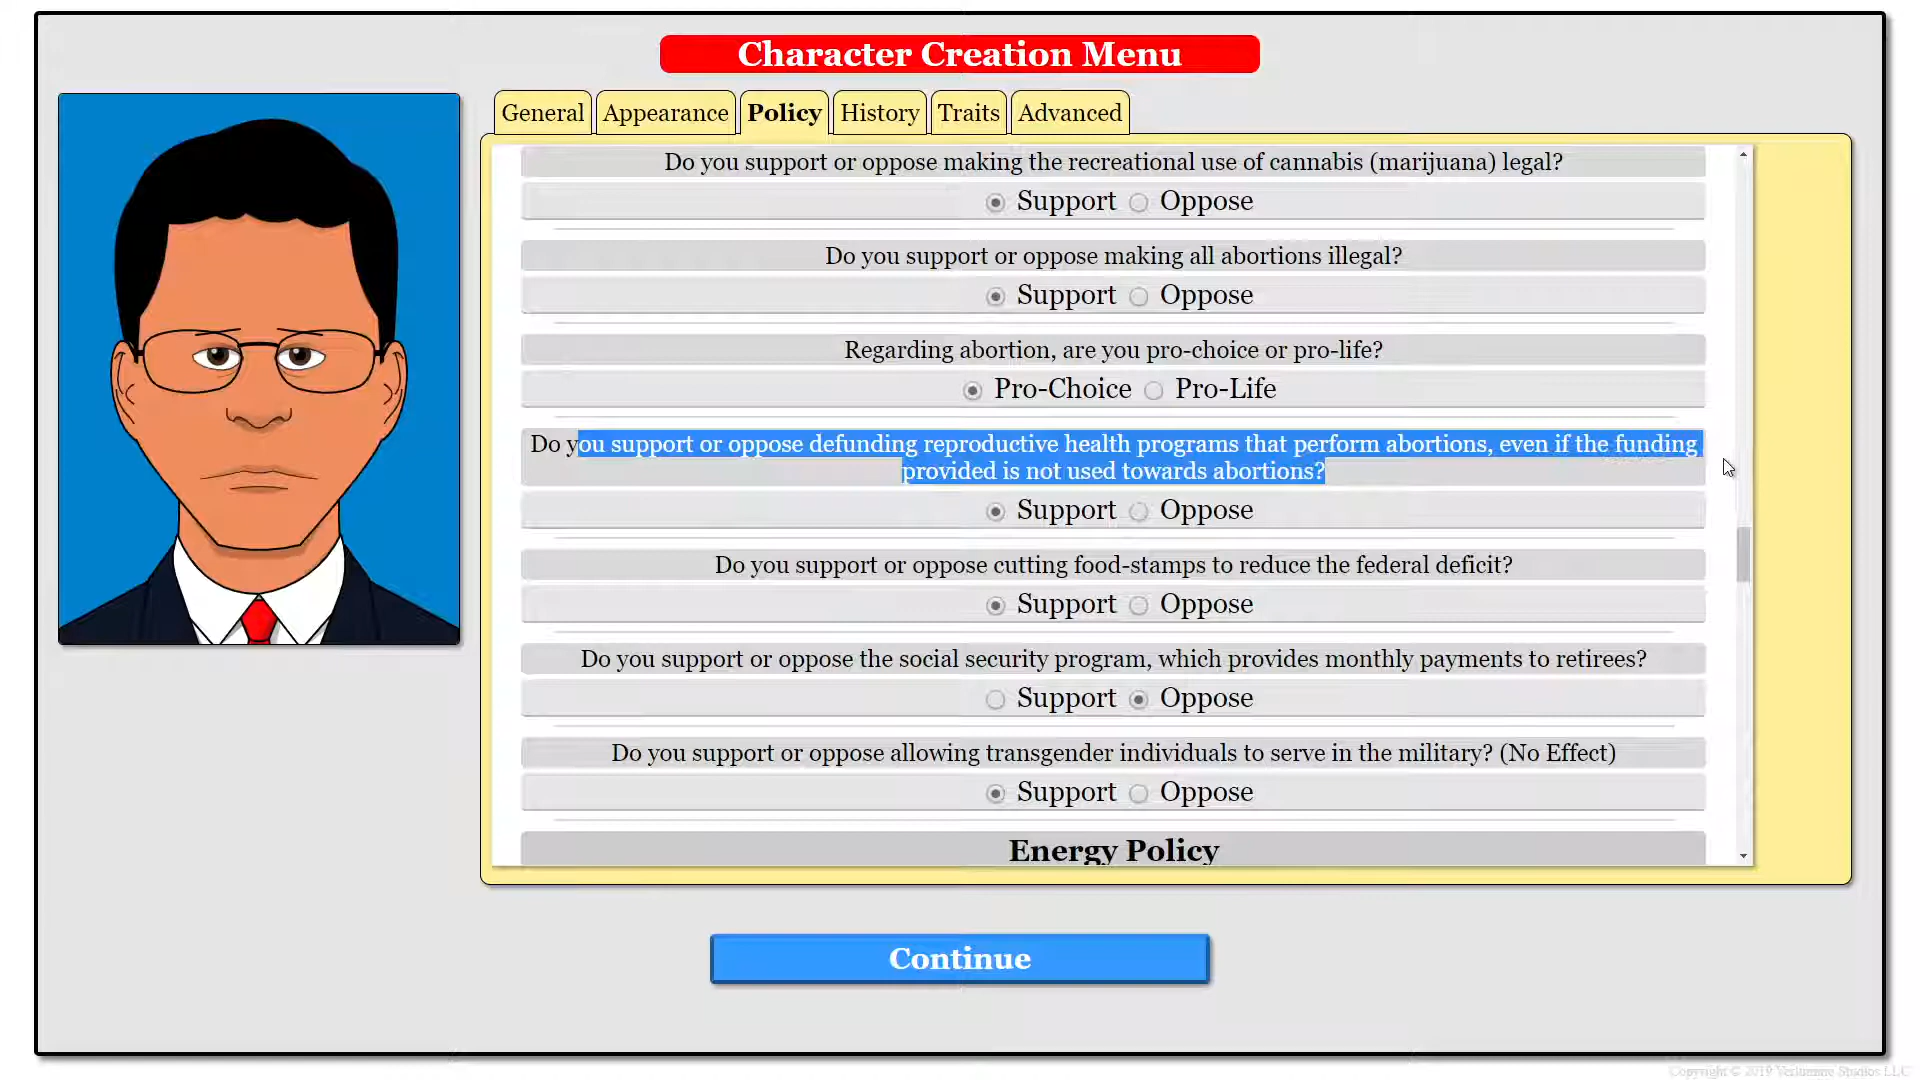 Character Creation Menu
General Appearance Policy History Traits Advanced
Do you support or oppose making the recreational use of cannabis (marijuana) legal?
Support Oppose
Do you support or oppose making all abortions illegal?
Support Oppose
Regarding abortion, are you pro-choice or pro-life?
Pro-Choice Pro-Life
Do you support or oppose defunding reproductive health programs that perform abortions, even if the funding
provided is not used towards abortions?
Support Oppose
Do you support or oppose cutting food-stamps to reduce the federal deficit?
Support Oppose
Do you support or oppose the social security program, which provides monthly payments to retirees?
Support Oppose
Do you support or oppose allowing transgender individuals to serve in the military? (No Effect)
Support Oppose
Energy Policy
Continue
Copyright © 2019 Studios LLC